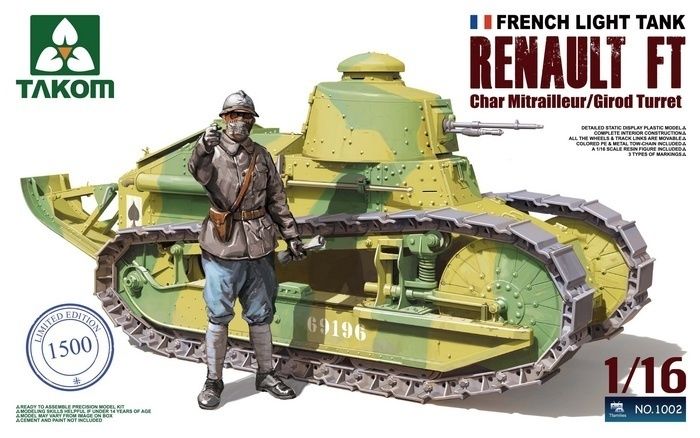 TAKOM
FRENCH LIGHT TANK
RENAULT FT
Char Mitrailleur/Girod Turret
DETAILED STATIC DISPLAY PLASTIC MODEL
COMPLETE INTERIOR CONSTRUCTION
ALL THE WHEELS & TRACK LINKS ARE MOVABLE
COLORED PE & METAL TOW-CHAIN INCLUDED
A 1/16 SCALE RESIN FIGURE INCLUDED
3 TYPES OF MARKINGS
69196
LIMITED EDITION
1500
READY TO ASSEMBLE PRECISION MODEL KIT
MODELING SKILLS HELPFUL IF UNDER 14 YEARS OF AGE
MODEL MAY VARY FROM IMAGE ON BOX
CEMENT AND PAINT NOT INCLUDED
1/16
NO.1002